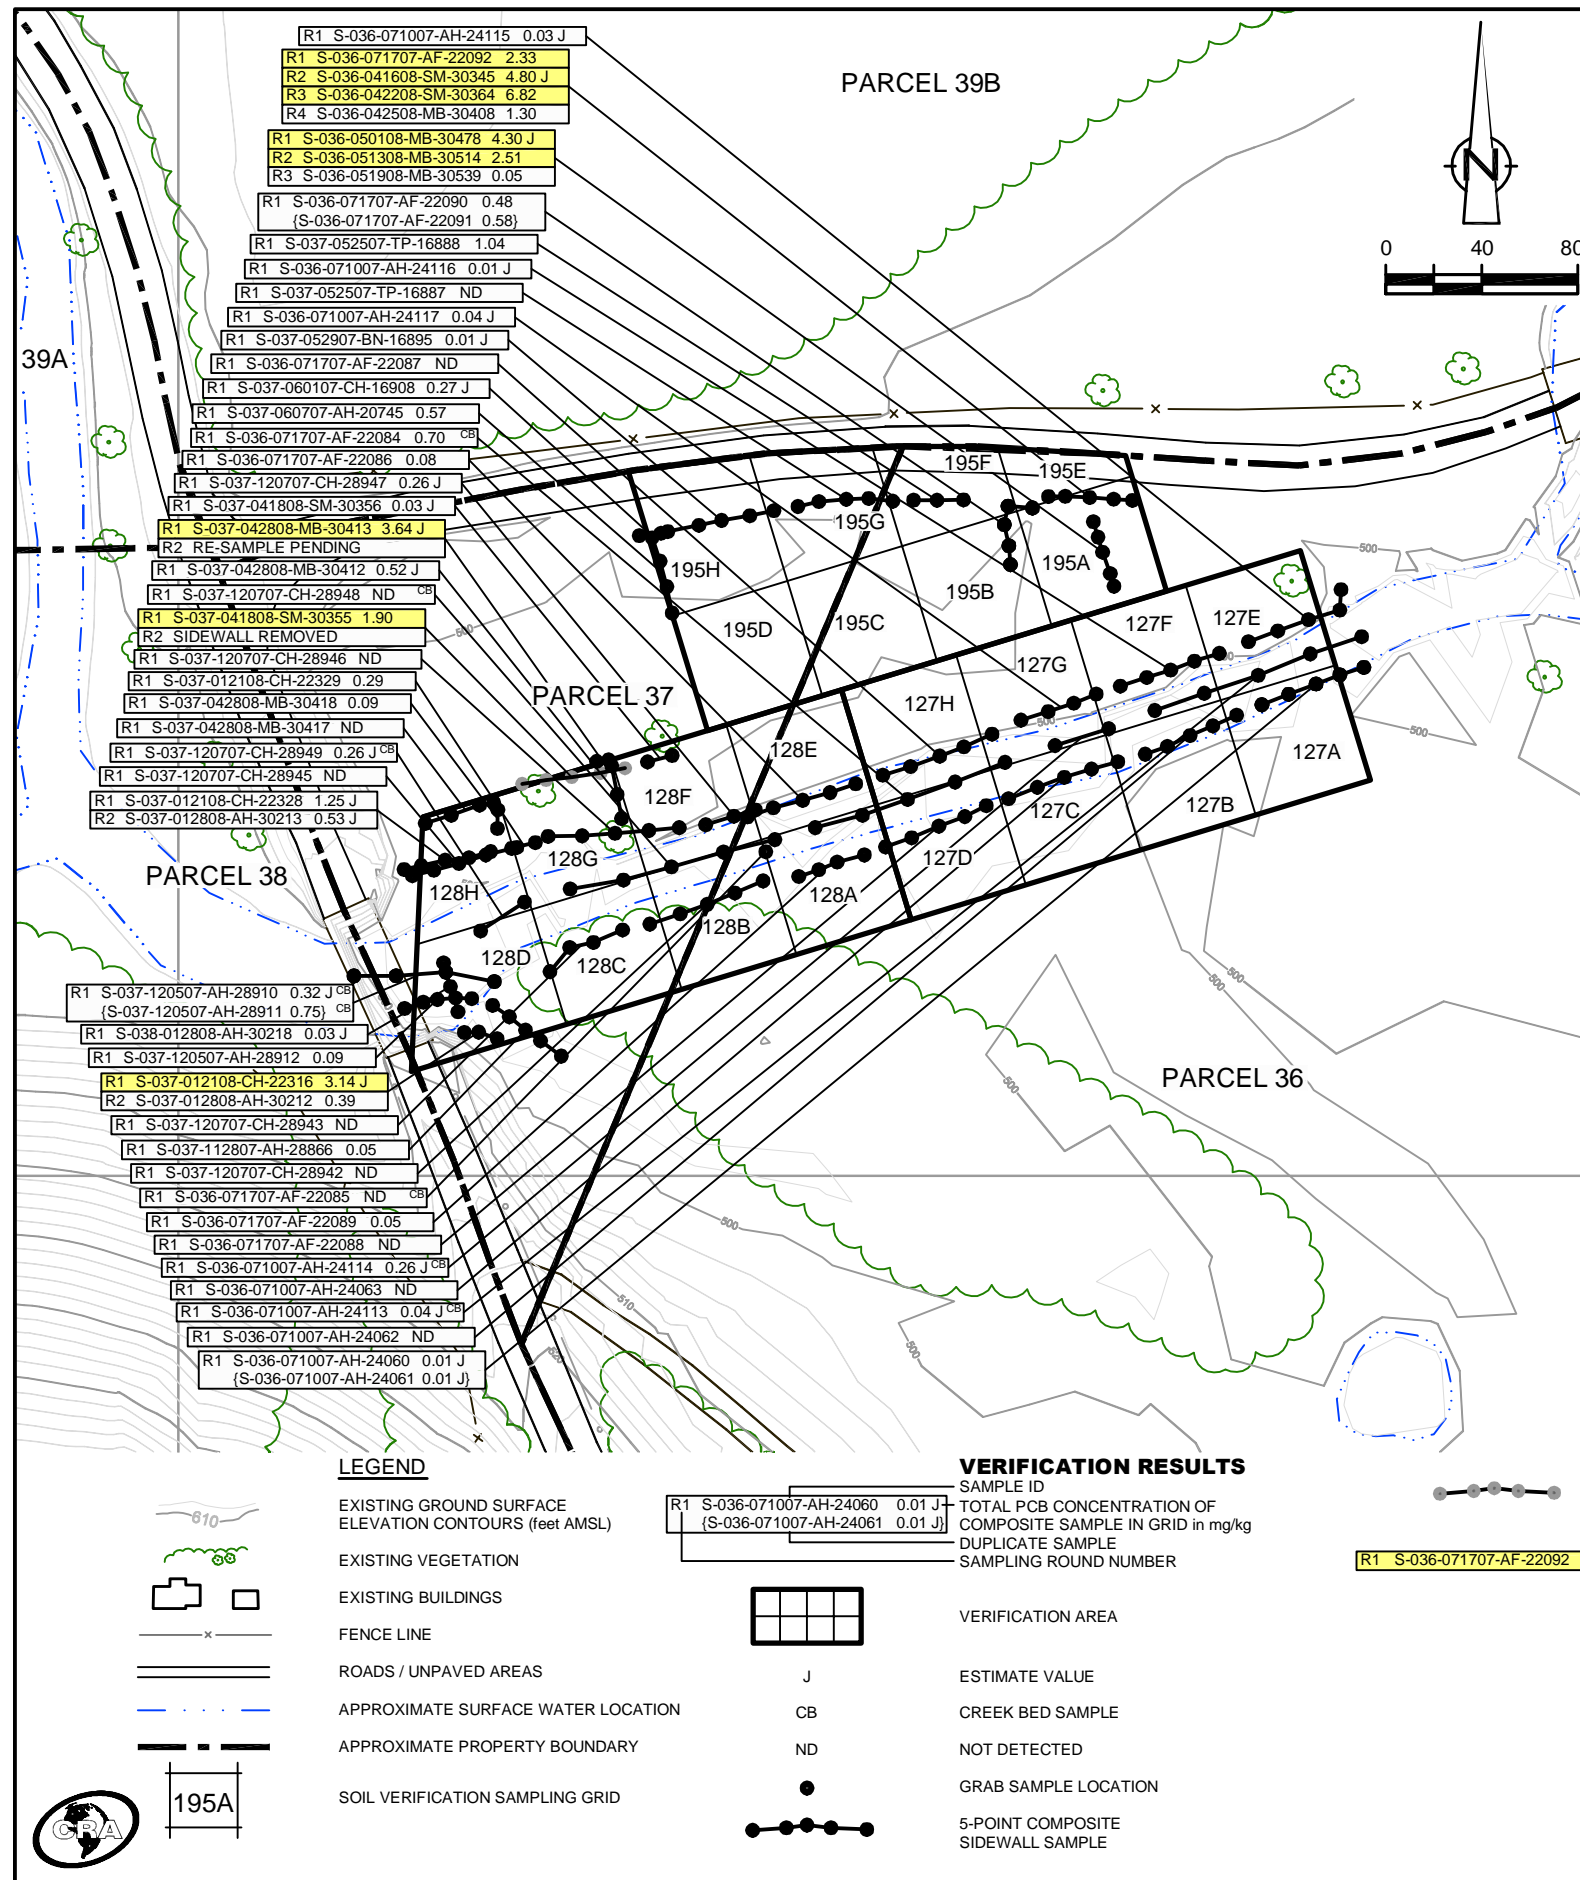 R1 S-036-071007-AH-24115 0.03 J
R1 S-036-071707-AF-22092 2.33
R2 S-036-041608-SM-30345 4.80 J
R3 S-036-042208-SM-30364 6.82
R4 S-036-042508-MB-30408 1.30
R1 S-036-050108-MB-30478 4.30 J
R2 S-036-051308-MB-30514 2.51
R3 S-036-051908-MB-30539 0.05
R1 S-036-071707-AF-22090 0.48
{S-036-071707-AF-22091 0.58}
R1 S-037-052507-TP-16888 1.04
R1 S-036-071007-AH-24116 0.01 J
R1 S-037-052507-TP-16887 ND
R1 S-036-071007-AH-24117 0.04 J
R1 S-037-052907-BN-16895 0.01 J
R1 S-036-071707-AF-22087 ND
R1 S-037-060107-CH-16908 0.27 J
R1 S-037-060707-AH-20745 0.57
R1 S-036-071707-AF-22084 0.70 CB
R1 S-036-071707-AF-22086 0.08
R1 S-037-120707-CH-28947 0.26 J
R1 S-037-041808-SM-30356 0.03 J
R1 S-037-042808-MB-30413 3.64 J
R2 RE-SAMPLE PENDING
R1 S-037-042808-MB-30412 0.52 J
R1 S-037-120707-CH-28948 ND CB
R1 S-037-041808-SM-30355 1.90
R2 SIDEWALL REMOVED
R1 S-037-120707-CH-28946 ND
R1 S-037-012108-CH-22329 0.29
R1 S-037-042808-MB-30418 0.09
R1 S-037-042808-MB-30417 ND
R1 S-037-120707-CH-28949 0.26 J CB
R1 S-037-120707-CH-28945 ND
R1 S-037-012108-CH-22328 1.25 J
R2 S-037-012808-AH-30213 0.53 J
R1 S-037-120507-AH-28910 0.32 J CB
{S-037-120507-AH-28911 0.75} CB
R1 S-038-012808-AH-30218 0.03 J
R1 S-037-120507-AH-28912 0.09
R1 S-037-012108-CH-22316 3.14 J
R2 S-037-012808-AH-30212 0.39
R1 S-037-120707-CH-28943 ND
R1 S-037-112807-AH-28866 0.05
R1 S-037-120707-CH-28942 ND
R1 S-036-071707-AF-22085 ND CB
R1 S-036-071707-AF-22089 0.05
R1 S-036-071707-AF-22088 ND
R1 S-036-071007-AH-24114 0.26 J CB
R1 S-036-071007-AH-24063 ND
R1 S-036-071007-AH-24113 0.04 J CB
R1 S-036-071007-AH-24062 ND
R1 S-036-071007-AH-24060 0.01 J
{S-036-071007-AH-24061 0.01 J}
PARCEL 39B
N
0 40 80
39A
195F
195E
195G
195H
195A
195B
195C
195D
127E
127F
127G
127H
PARCEL 37
128E
128F
127A
127B
127C
127D
128G
128H
128A
128B
128C
128D
PARCEL 38
PARCEL 36
500
500
500
500
500
500
500
500
500
500
510
520
LEGEND
610
EXISTING GROUND SURFACE
ELEVATION CONTOURS (feet AMSL)
EXISTING VEGETATION
EXISTING BUILDINGS
FENCE LINE
ROADS / UNPAVED AREAS
APPROXIMATE SURFACE WATER LOCATION
APPROXIMATE PROPERTY BOUNDARY
195A
SOIL VERIFICATION SAMPLING GRID
CRA
VERIFICATION RESULTS
SAMPLE ID
R1 S-036-071007-AH-24060 0.01 J
{S-036-071007-AH-24061 0.01 J}
TOTAL PCB CONCENTRATION OF
COMPOSITE SAMPLE IN GRID in mg/kg
DUPLICATE SAMPLE
SAMPLING ROUND NUMBER
R1 S-036-071707-AF-22092
VERIFICATION AREA
J
ESTIMATE VALUE
CB
CREEK BED SAMPLE
ND
NOT DETECTED
GRAB SAMPLE LOCATION
5-POINT COMPOSITE
SIDEWALL SAMPLE